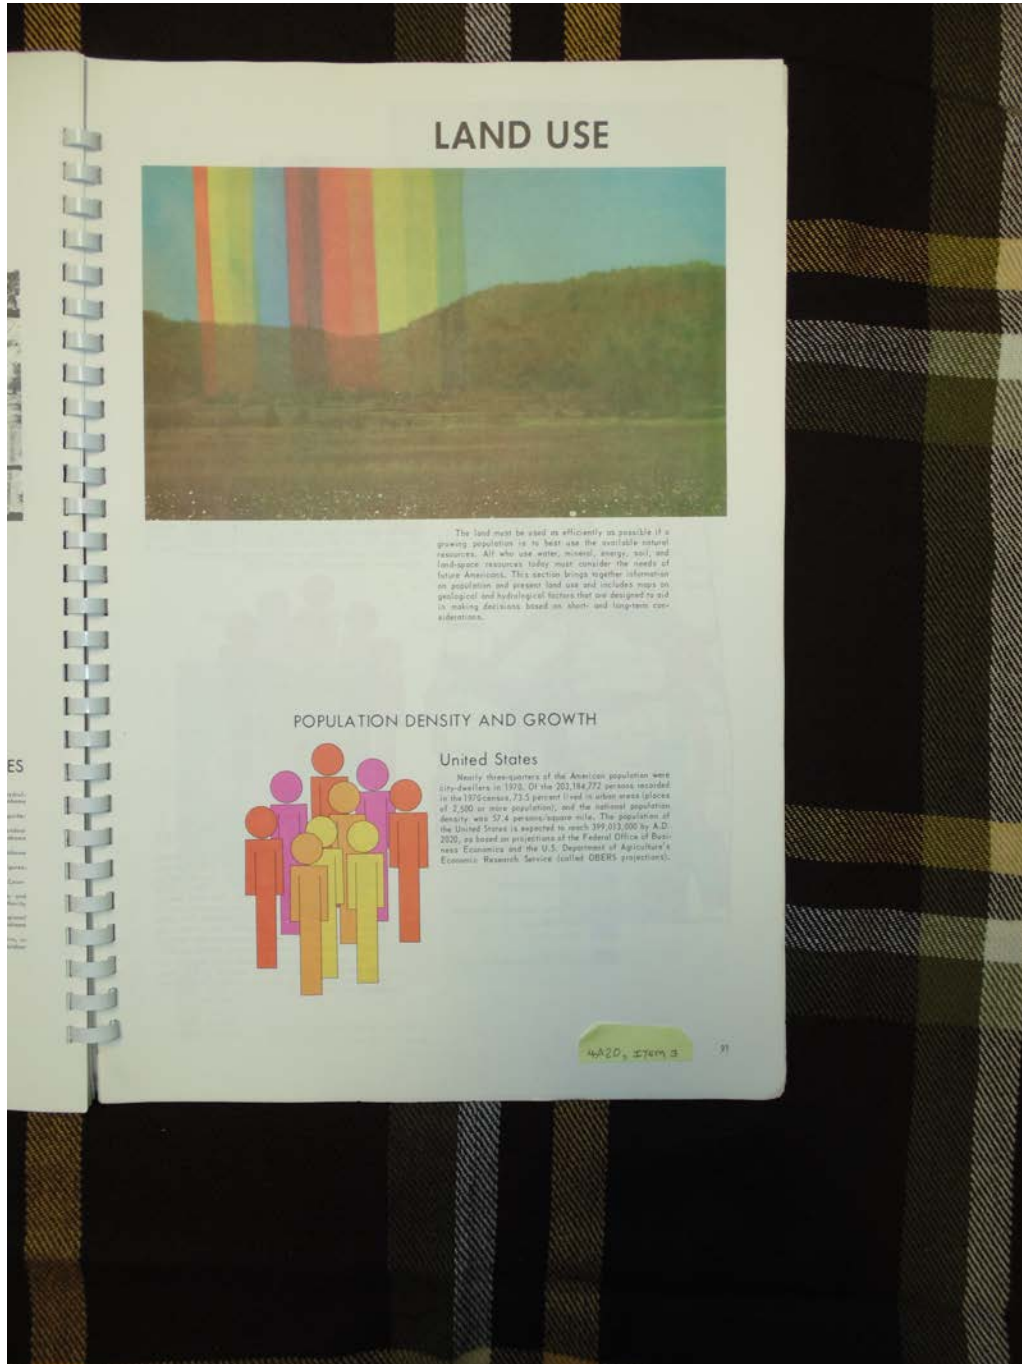 LAND USE
The land must be used as efficiently as possible if a
growing population is to best use the available natural
resources. All who use water, mineral, energy, soil, and
land-space resources today must consider the needs of
future Americans. This section brings together information
on population and present land use and includes maps on
geological and hydrological factors that are designed to aid
in making decisions based on short- and long-term con-
siderations.
POPULATION DENSITY AND GROWTH
United States
Nearly three-quarters of the American population were
city-dwellers in 1970. Of the 203,184,772 persons recorded
in the 1970 census, 73.5 percent lived in urban areas (places
of 2,500 or more population), and the national population
density was 57.4 persons/square mile. The population of
the United States is expected to reach 399,013,000 by A.D.
2020, as based on projections of the Federal Office of Busi-
ness Economics and the U.S. Department of Agriculture's
Economic Research Service (called OBERS projections).
4A20, ITEM 3
ES